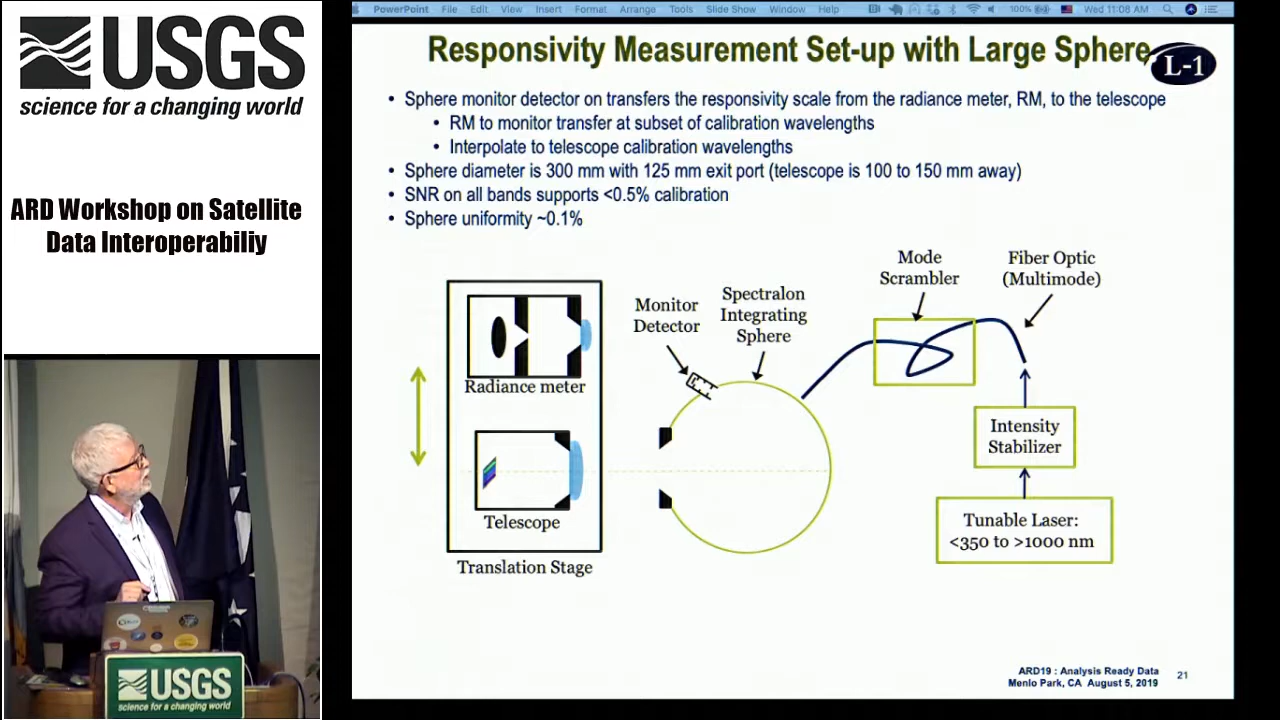 USGS
science for a changing world
ARD Workshop on Satellite
Data Interoperabiliy
PowerPoint File Edit View Insert Format Arrange Tools Slide Show Window Help 100% Wed 11:08 AM
Responsivity Measurement Set-up with Large Sphere
L-1
• Sphere monitor detector on transfers the responsivity scale from the radiance meter, RM, to the telescope
• RM to monitor transfer at subset of calibration wavelengths
• Interpolate to telescope calibration wavelengths
• Sphere diameter is 300 mm with 125 mm exit port (telescope is 100 to 150 mm away)
• SNR on all bands supports <0.5% calibration
• Sphere uniformity ~0.1%
Radiance meter
Telescope
Translation Stage
Monitor
Detector
Spectralon
Integrating
Sphere
Mode
Scrambler
Fiber Optic
(Multimode)
Intensity
Stabilizer
Tunable Laser:
<350 to >1000 nm
ARD19 : Analysis Ready Data
Menlo Park, CA August 5, 2019
21
USGS
science for a changing world